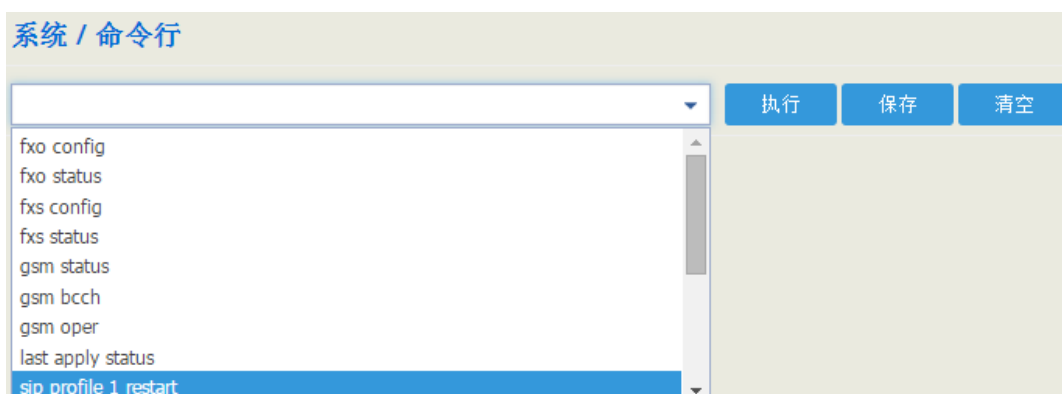 系统 / 命令行
执行 保存 清空
fxo config
fxo status
fxs config
fxs status
gsm status
gsm bcch
gsm oper
last apply status
sip profile 1 restart